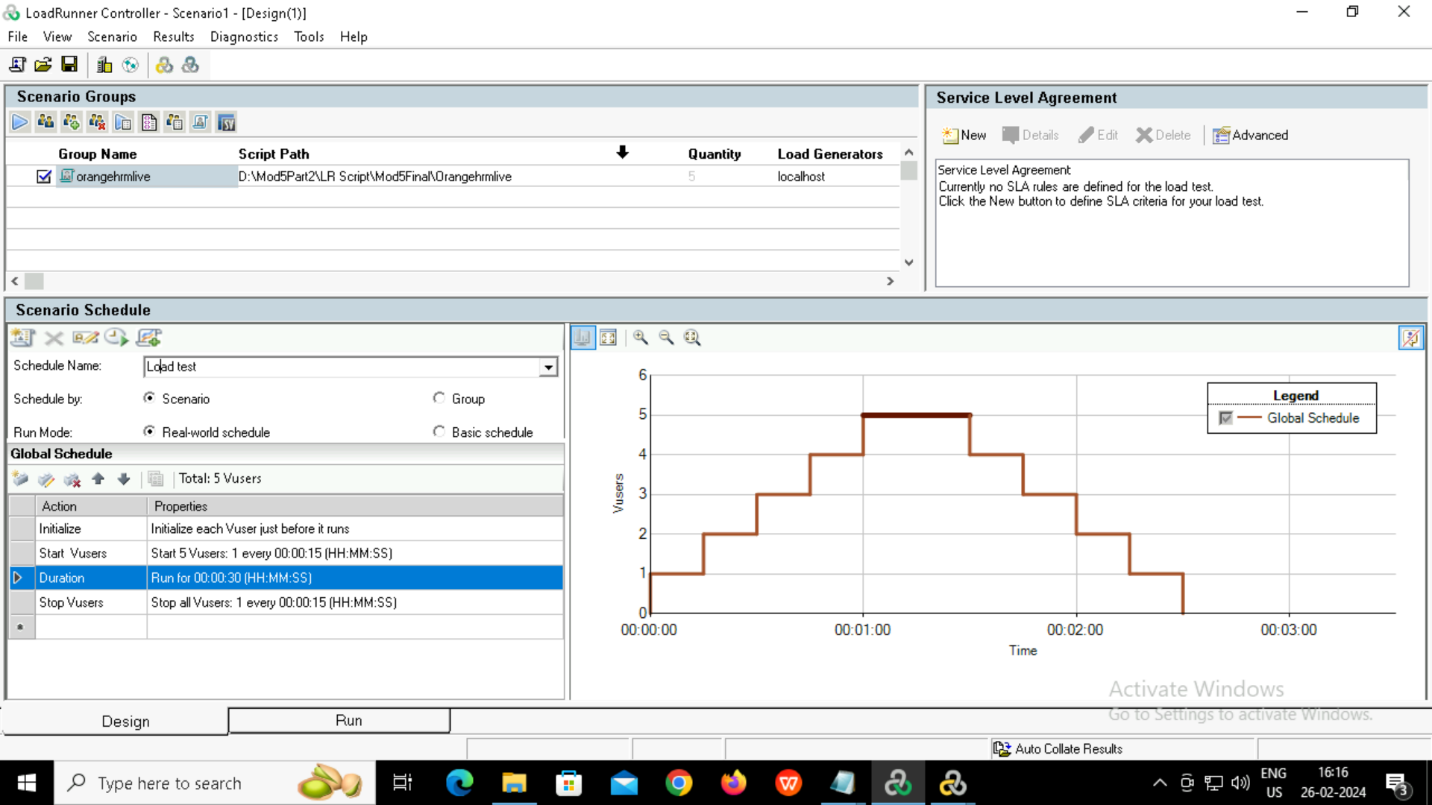 LoadRunner Controller - Scenario1 - [Design(1)]
File View Scenario Results Diagnostics Tools Help
Scenario Groups
Group Name Script Path Quantity Load Generators
orangehrmlive D:\Mod5Part2\LR Script\Mod5Final\Orangehrmlive 5 localhost
Service Level Agreement
New Details Edit Delete Advanced
Service Level Agreement
Currently no SLA rules are defined for the load test.
Click the New button to define SLA criteria for your load test.
Scenario Schedule
Schedule Name: Load test
Schedule by: Scenario Group
Run Mode: Real-world schedule Basic schedule
Global Schedule
Total: 5 Vusers
Action Properties
Initialize Initialize each Vuser just before it runs
Start Vusers Start 5 Vusers: 1 every 00:00:15 (HH:MM:SS)
Duration Run for 00:00:30 (HH:MM:SS)
Stop Vusers Stop all Vusers: 1 every 00:00:15 (HH:MM:SS)
*
6
5
4
3
2
1
0
Vusers
00:00:00 00:01:00 00:02:00 00:03:00
Time
Legend
Global Schedule
Activate Windows
Go to Settings to activate Windows.
Design Run
Auto Collate Results
Type here to search
ENG
US
16:16
26-02-2024
3